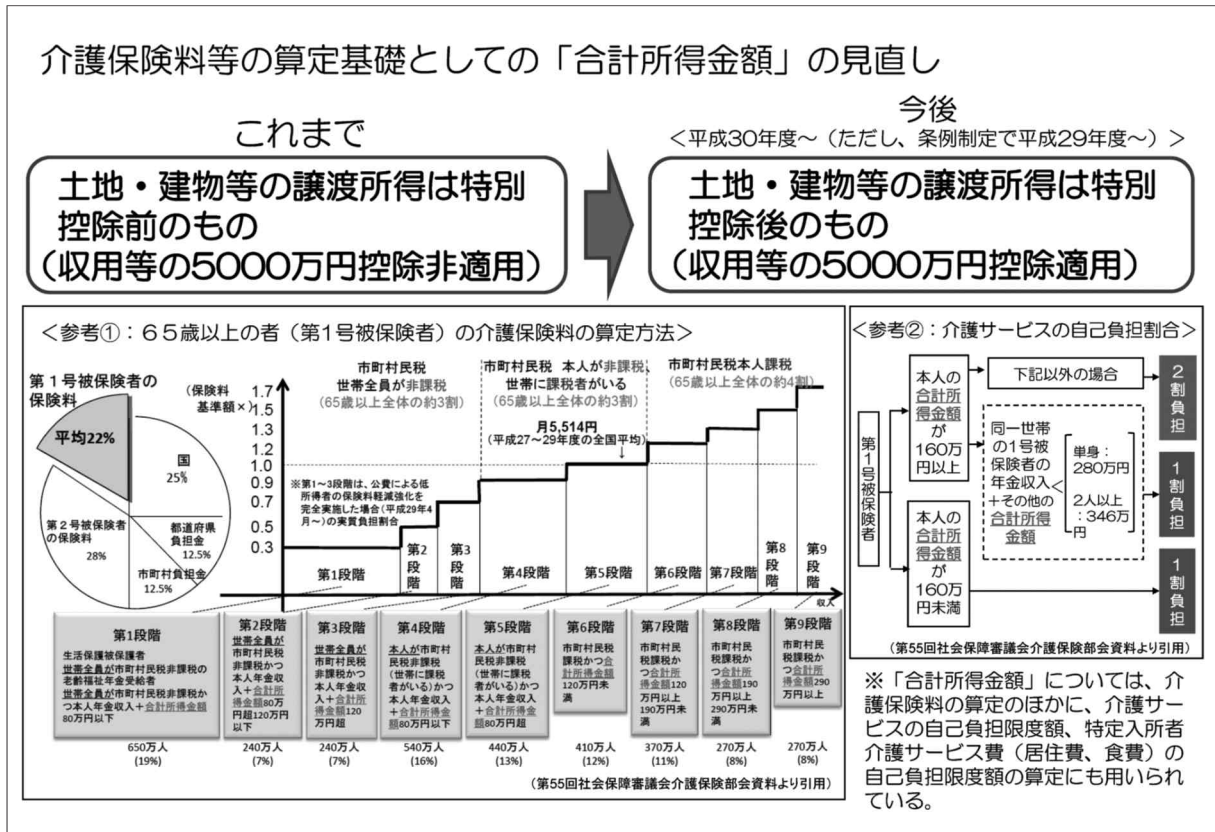 介護保険料等の算定基礎としての「合計所得金額」の見直し
これまで
土地・建物等の譲渡所得は特別
控除前のもの
(収用等の5000万円控除非適用)
今後
<平成30年度~(ただし、条例制定で平成29年度~)>
土地・建物等の譲渡所得は特別
控除後のもの
(収用等の5000万円控除適用)
<参考①:65歳以上の者(第1号被保険者)の介護保険料の算定方法>
第1号被保険者の
保険料
平均22%
国
25%
都道府県
負担金
12.5%
市町村負担金
12.5%
第2号被保険者
の保険料
28%
(保険料
基準額×)
1.7
1.5
1.3
1.2
1.0
0.9
0.7
0.5
0.3
市町村民税
世帯全員が非課税
(65歳以上全体の約3割)
市町村民税 本人が非課税、
世帯に課税者がいる
(65歳以上全体の約3割)
市町村民税本人課税
(65歳以上全体の約4割)
月5,514円
(平成27~29年度の全国平均)
※第1~3段階は、公費による低
所得者の保険料軽減強化を
完全実施した場合(平成29年4
月~)の実質負担割合
第1段階
第2段階
第3段階
第4段階
第5段階
第6段階
第7段階
第8段階
第9段階
収入
第1段階
生活保護被保護者
世帯全員が市町村民税非課税の
老齢福祉年金受給者
世帯全員が市町村民税非課税か
つ本人年金収入+合計所得金額
80万円以下
650万人
(19%)
第2段階
世帯全員が
市町村民税
非課税かつ
本人年金収
入+合計所
得金額80万
円超120万円
以下
240万人
(7%)
第3段階
世帯全員が
市町村民税
非課税かつ
本人年金収
入+合計所
得金額120
万円超
240万人
(7%)
第4段階
本人が市町村
民税非課税
(世帯に課税
者がいる)かつ
本人年金収入
+合計所得金
額80万円以下
540万人
(16%)
第5段階
本人が市町村
民税非課税
(世帯に課税
者がいる)かつ
本人年金収入
+合計所得金
額80万円超
440万人
(13%)
第6段階
市町村民税
課税かつ合
計所得金額
120万円未
満
410万人
(12%)
第7段階
市町村民
税課税か
つ合計所
得金額120
万円以上
190万円未
満
370万人
(11%)
第8段階
市町村民
税課税か
つ合計所
得金額190
万円以上
290万円未
満
270万人
(8%)
第9段階
市町村民
税課税か
つ合計所
得金額290
万円以上
270万人
(8%)
(第55回社会保障審議会介護保険部会資料より引用)
<参考②:介護サービスの自己負担割合>
第1号被保険者
本人の
合計所
得金額
が
160万
円以上
下記以外の場合
2割負担
同一世帯
の1号被
保険者の
年金収入
+その他の
合計所得
金額
<
単身:
280万円
2人以上
:346万
円
1割負担
本人の
合計所
得金額
が
160万
円未満
1割負担
(第55回社会保障審議会介護保険部会資料より引用)
※「合計所得金額」については、介
護保険料の算定のほかに、介護サー
ビスの自己負担限度額、特定入所者
介護サービス費(居住費、食費)の
自己負担限度額の算定にも用いられ
ている。